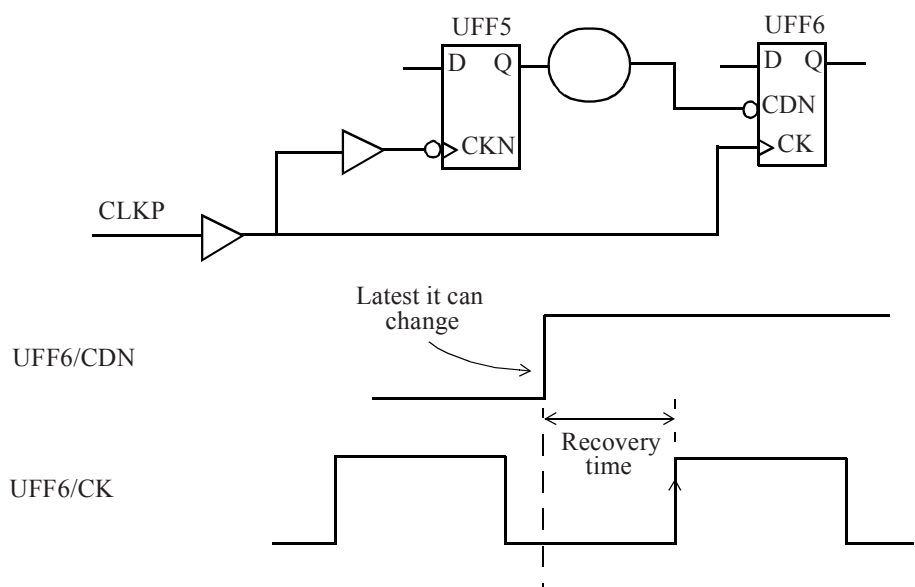 UFF5
UFF6
D Q
D Q
CDN
CKN
CK
CLKP
Latest it can
change
UFF6/CDN
Recovery
time
UFF6/CK